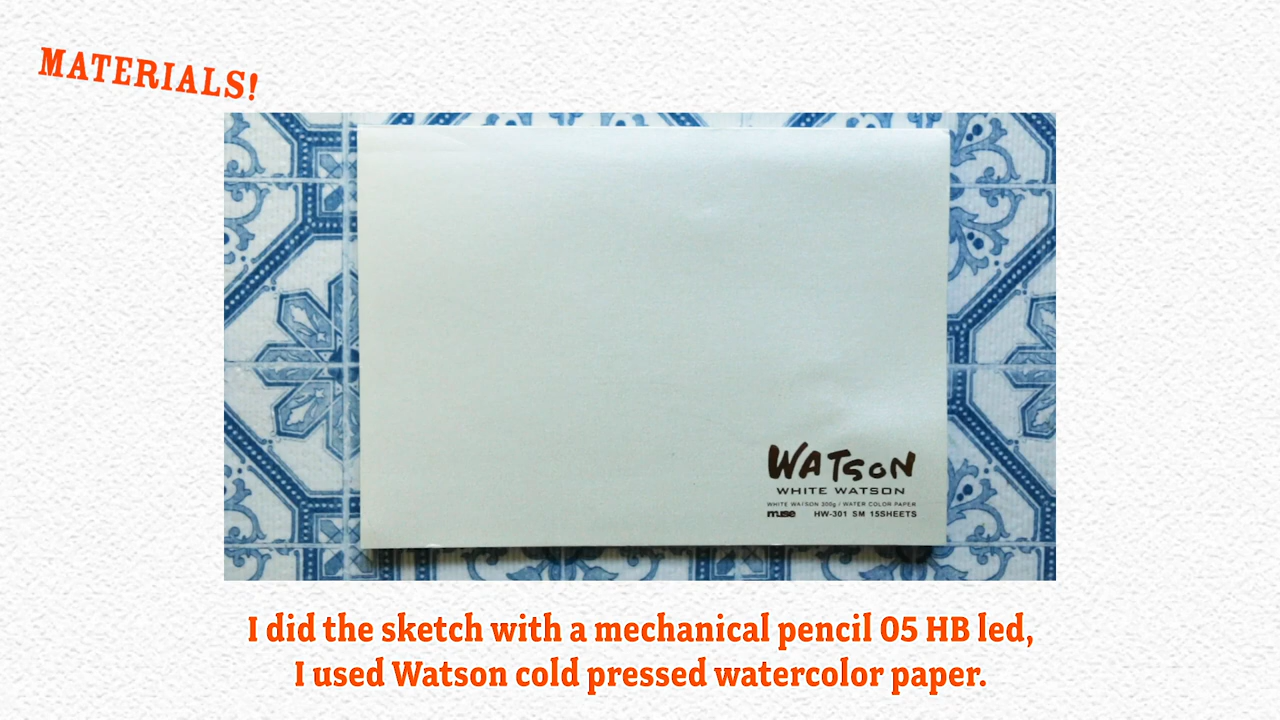 MATERIALS!
WATSON
WHITE WATSON
WHITE WATSON 300g / WATER COLOR PAPER
muse HW-301 SM 15SHEETS
I did the sketch with a mechanical pencil 05 HB led,
I used Watson cold pressed watercolor paper.